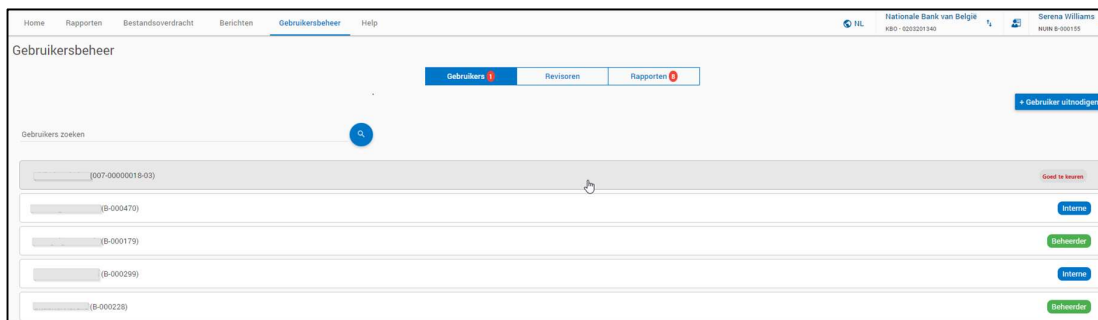 Home Rapporten Bestandsoverdracht Berichten Gebruikersbeheer Help NL Nationale Bank van België Serena Williams
KBO - 0203201340 NUIN B-000155
Gebruikersbeheer
Gebruikers 1 Revisoren Rapporten 8
+ Gebruiker uitnodigen
Gebruikers zoeken
(007-00000018-03) Goed te keuren
(B-000470) Interne
(B-000179) Beheerder
(B-000299) Interne
(B-000228) Beheerder